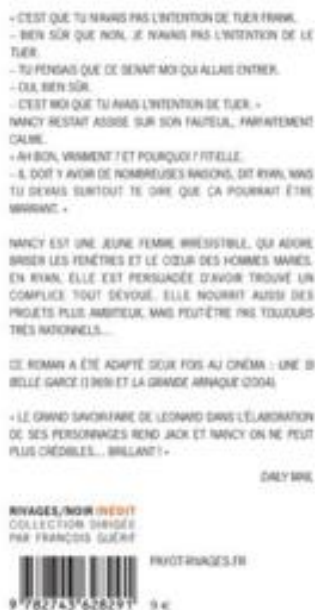 « C'EST QUE TU N'AVAIS PAS L'INTENTION DE TUER FRANK.
– BIEN SÛR QUE NON, JE N'AVAIS PAS L'INTENTION DE LE
TUER.
– TU PENSAIS QUE CE SERAIT MOI QUI ALLAIS ENTRER.
– OUI, BIEN SÛR.
– C'EST MOI QUE TU AVAIS L'INTENTION DE TUER. »
NANCY RESTAIT ASSISE SUR SON FAUTEUIL, PARFAITEMENT
CALME.
« AH BON, VRAIMENT ? ET POURQUOI ? FIT-ELLE.
– IL DOIT Y AVOIR DE NOMBREUSES RAISONS, DIT RYAN, MAIS
TU DEVAIS SURTOUT TE DIRE QUE ÇA POURRAIT ÊTRE
MARRANT. »
NANCY EST UNE JEUNE FEMME IRRÉSISTIBLE, QUI ADORE
BRISER LES FENÊTRES ET LE CŒUR DES HOMMES MARIÉS.
EN RYAN, ELLE EST PERSUADÉE D'AVOIR TROUVÉ UN
COMPLICE TOUT DÉVOUÉ. ELLE NOURRIT AUSSI DES
PROJETS PLUS AMBITIEUX, MAIS PEUT-ÊTRE PAS TOUJOURS
TRÈS RATIONNELS...
CE ROMAN A ÉTÉ ADAPTÉ DEUX FOIS AU CINÉMA : UNE SI
BELLE GARCE (1969) ET LA GRANDE ARNAQUE (2004).
« LE GRAND SAVOIR-FAIRE DE LEONARD DANS L'ÉLABORATION
DE SES PERSONNAGES REND JACK ET NANCY ON NE PEUT
PLUS CRÉDIBLES... BRILLANT ! »
DAILY MAIL
RIVAGES/NOIR INÉDIT
COLLECTION DIRIGÉE
PAR FRANÇOIS GUÉRIF
PAYOT-RIVAGES.FR
9 782743 628291 9 €